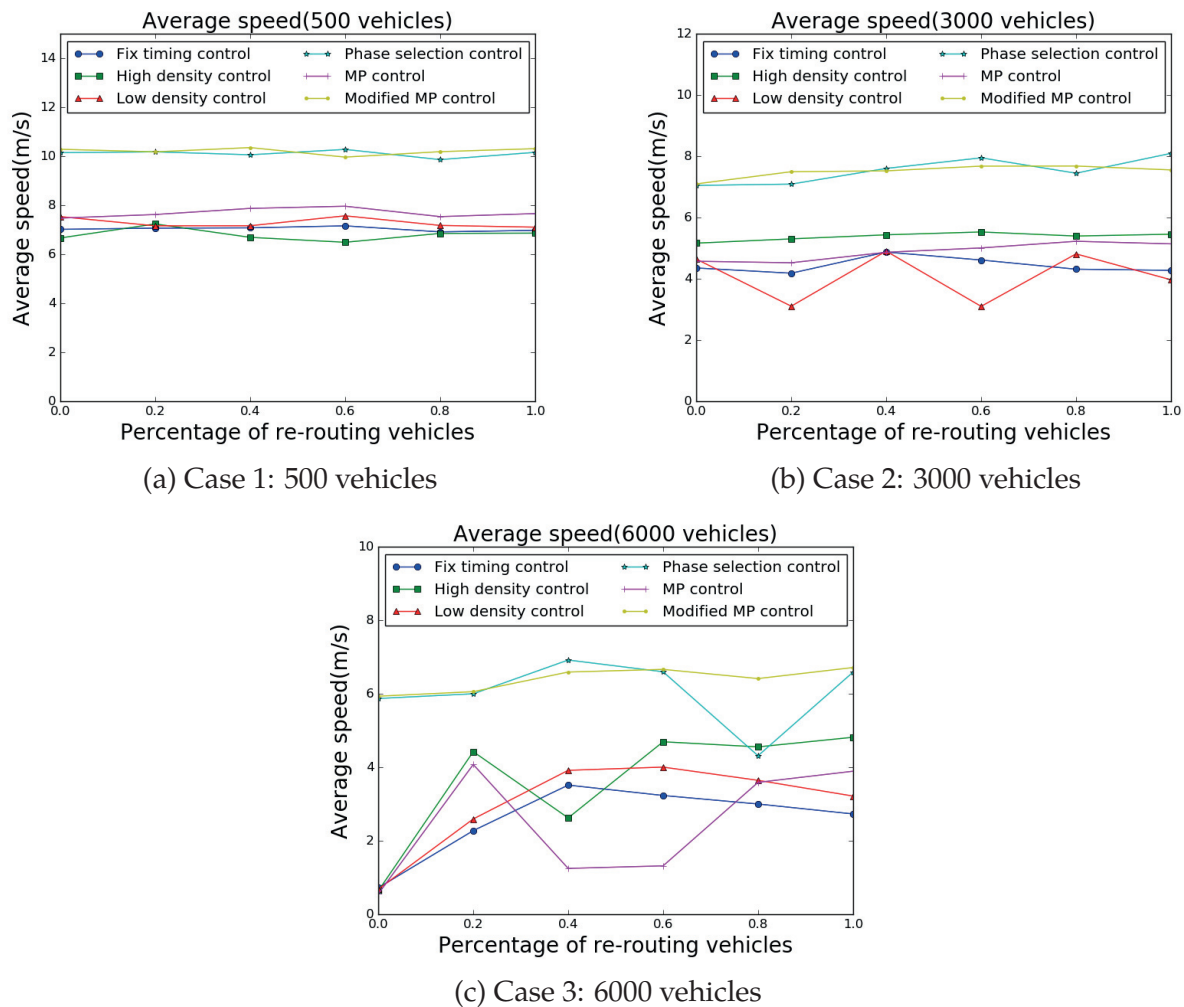 Average speed(500 vehicles)
Fix timing control
High density control
Low density control
Phase selection control
MP control
Modified MP control
Average speed(m/s)
14
12
10
8
6
4
2
0
0.0 0.2 0.4 0.6 0.8 1.0
Percentage of re-routing vehicles
(a) Case 1: 500 vehicles
Average speed(3000 vehicles)
Fix timing control
High density control
Low density control
Phase selection control
MP control
Modified MP control
Average speed(m/s)
12
10
8
6
4
2
0
0.0 0.2 0.4 0.6 0.8 1.0
Percentage of re-routing vehicles
(b) Case 2: 3000 vehicles
Average speed(6000 vehicles)
Fix timing control
High density control
Low density control
Phase selection control
MP control
Modified MP control
Average speed(m/s)
10
8
6
4
2
0
0.0 0.2 0.4 0.6 0.8 1.0
Percentage of re-routing vehicles
(c) Case 3: 6000 vehicles